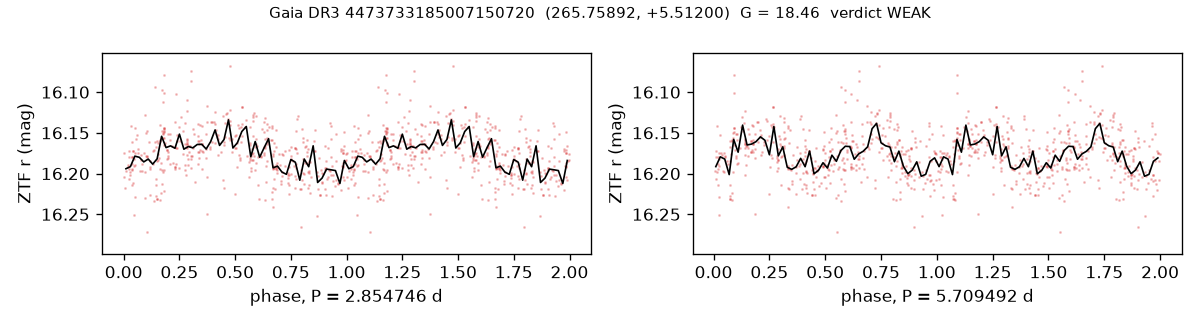 Gaia DR3 4473733185007150720 (265.75892, +5.51200) G = 18.46 verdict WEAK
ZTF r (mag)
16.10
16.15
16.20
16.25
0.00 0.25 0.50 0.75 1.00 1.25 1.50 1.75 2.00
phase, P = 2.854746 d
ZTF r (mag)
16.10
16.15
16.20
16.25
0.00 0.25 0.50 0.75 1.00 1.25 1.50 1.75 2.00
phase, P = 5.709492 d